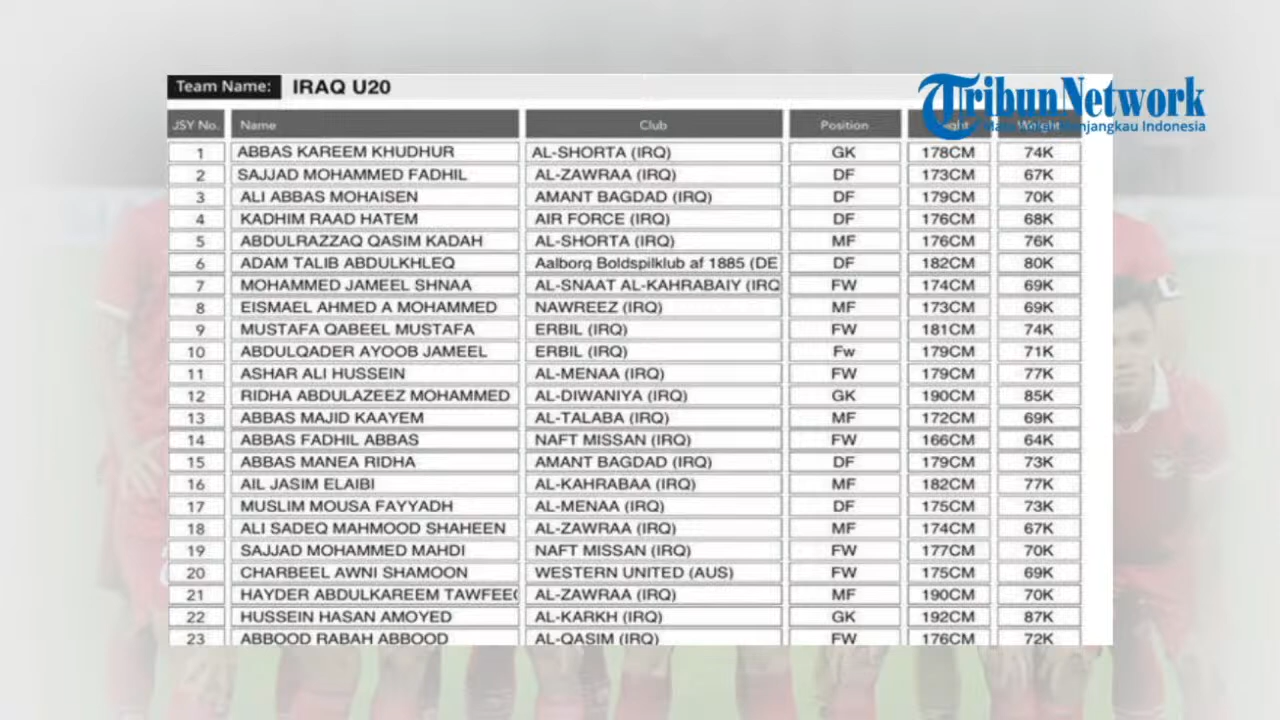 Team Name: IRAQ U20
TribunNetwork
JSY No. Name Club Position Weight
1 ABBAS KAREEM KHUDHUR AL-SHORTA (IRQ) GK 178CM 74K
2 SAJJAD MOHAMMED FADHIL AL-ZAWRAA (IRQ) DF 173CM 67K
3 ALI ABBAS MOHAISEN AMANT BAGDAD (IRQ) DF 179CM 70K
4 KADHIM RAAD HATEM AIR FORCE (IRQ) DF 176CM 68K
5 ABDULRAZZAQ QASIM KADAH AL-SHORTA (IRQ) MF 176CM 76K
6 ADAM TALIB ABDULKHLEQ Aalborg Boldspilklub af 1885 (DE DF 182CM 80K
7 MOHAMMED JAMEEL SHNAA AL-SNAAT AL-KAHRABAIY (IRQ FW 174CM 69K
8 EISMAEL AHMED A MOHAMMED NAWREEZ (IRQ) MF 173CM 69K
9 MUSTAFA QABEEL MUSTAFA ERBIL (IRQ) FW 181CM 74K
10 ABDULQADER AYOOB JAMEEL ERBIL (IRQ) Fw 179CM 71K
11 ASHAR ALI HUSSEIN AL-MENAA (IRQ) FW 179CM 77K
12 RIDHA ABDULAZEEZ MOHAMMED AL-DIWANIYA (IRQ) GK 190CM 85K
13 ABBAS MAJID KAAYEM AL-TALABA (IRQ) MF 172CM 69K
14 ABBAS FADHIL ABBAS NAFT MISSAN (IRQ) FW 166CM 64K
15 ABBAS MANEA RIDHA AMANT BAGDAD (IRQ) DF 179CM 73K
16 AIL JASIM ELAIBI AL-KAHRABAA (IRQ) MF 182CM 77K
17 MUSLIM MOUSA FAYYADH AL-MENAA (IRQ) DF 175CM 73K
18 ALI SADEQ MAHMOOD SHAHEEN AL-ZAWRAA (IRQ) MF 174CM 67K
19 SAJJAD MOHAMMED MAHDI NAFT MISSAN (IRQ) FW 177CM 70K
20 CHARBEEL AWNI SHAMOON WESTERN UNITED (AUS) FW 175CM 69K
21 HAYDER ABDULKAREEM TAWFEE AL-ZAWRAA (IRQ) MF 190CM 70K
22 HUSSEIN HASAN AMOYED AL-KARKH (IRQ) GK 192CM 87K
23 ABBOOD RABAH ABBOOD AL-QASIM (IRQ) FW 176CM 72K
Indonesia